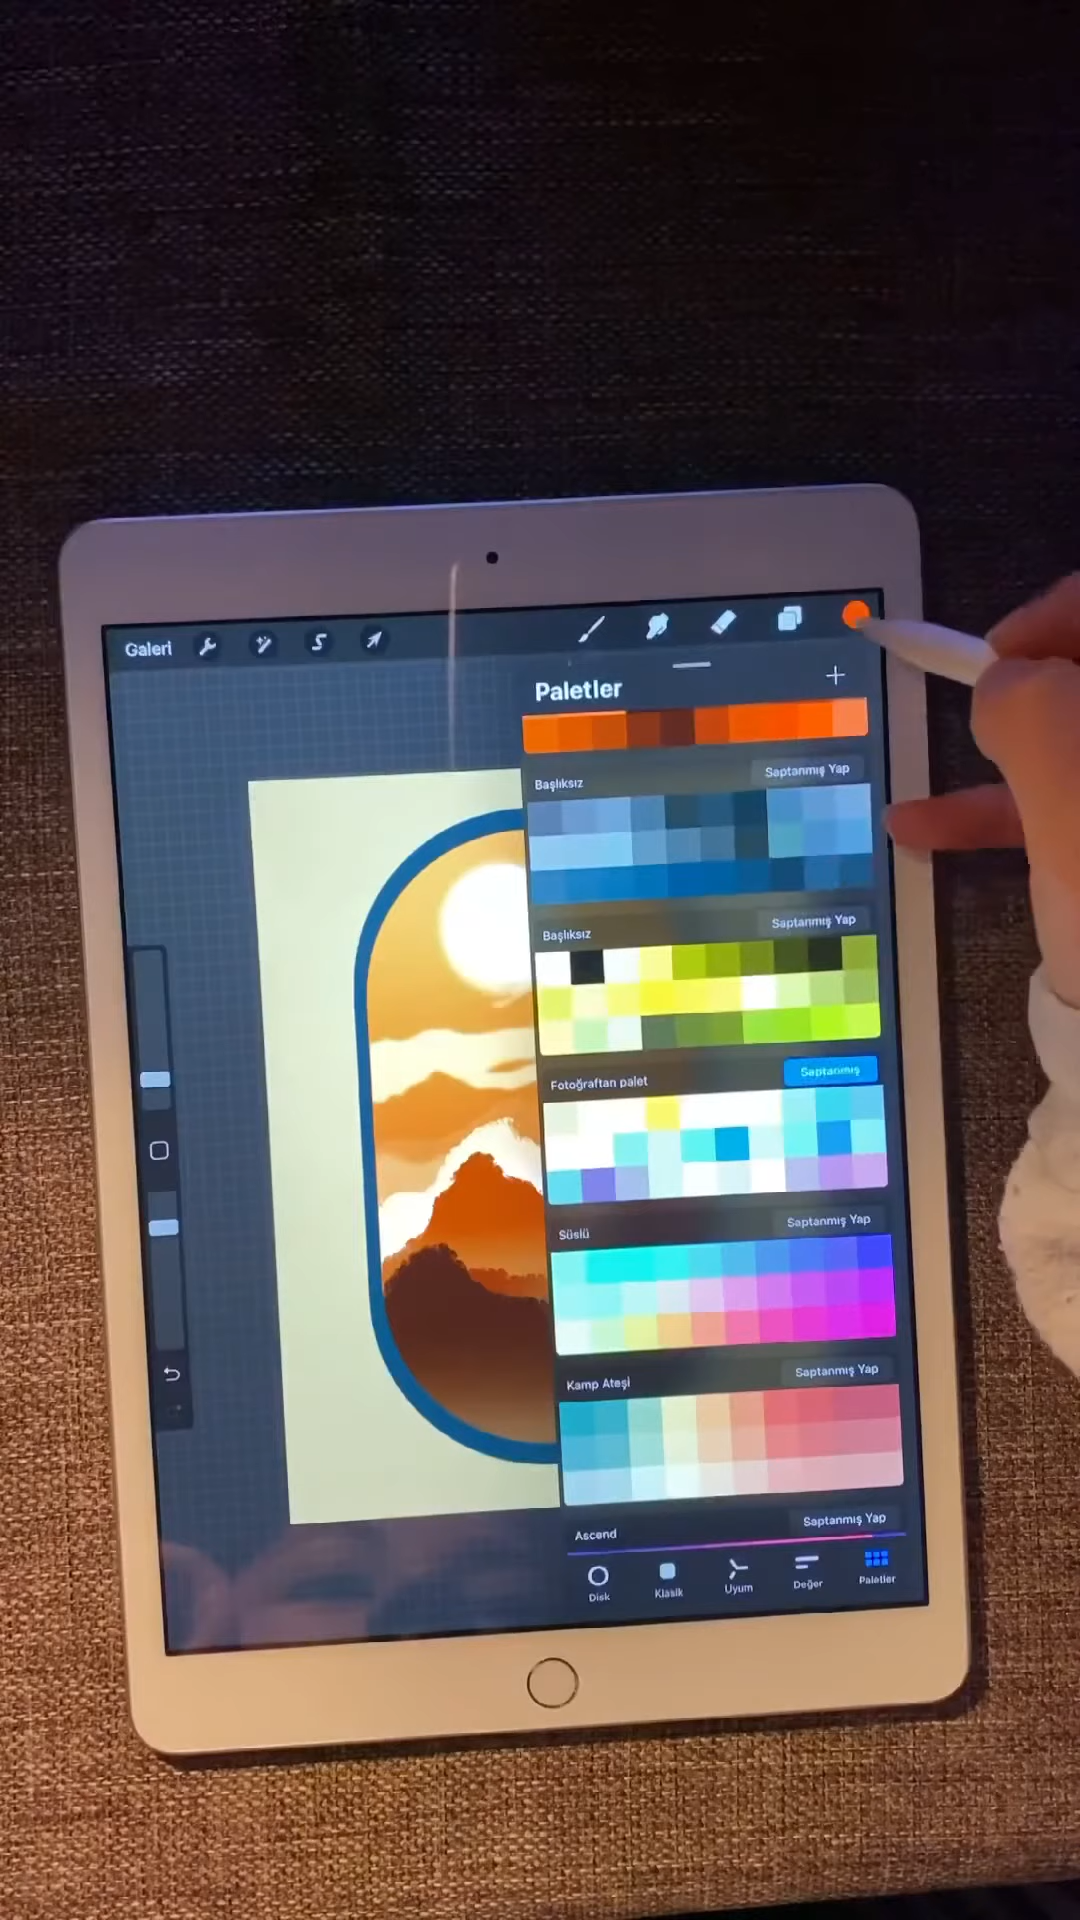 Galeri
Paletler
Başlıksız Saptanmış Yap
Başlıksız Saptanmış Yap
Fotoğraftan palet Saptanmış
Süslü Saptanmış Yap
Kamp Ateşi Saptanmış Yap
Ascend Saptanmış Yap
Disk Klasik Uyum Değer Paletler